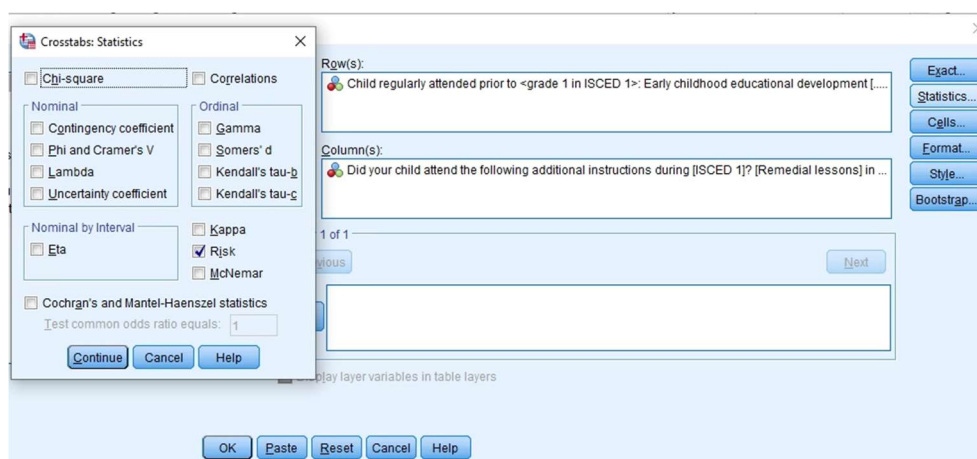 Crosstabs: Statistics
Chi-square
Correlations
Nominal
Contingency coefficient
Phi and Cramer's V
Lambda
Uncertainty coefficient
Ordinal
Gamma
Somers' d
Kendall's tau-b
Kendall's tau-c
Nominal by Interval
Eta
Kappa
Risk
McNemar
Cochran's and Mantel-Haenszel statistics
Test common odds ratio equals: 1
Continue Cancel Help
Row(s):
Child regularly attended prior to <grade 1 in ISCED 1>: Early childhood educational development [.....
Column(s):
Did your child attend the following additional instructions during [ISCED 1]? [Remedial lessons] in ...
1 of 1
Next
layer variables in table layers
Exact...
Statistics...
Cells...
Format...
Style...
Bootstrap...
OK Paste Reset Cancel Help